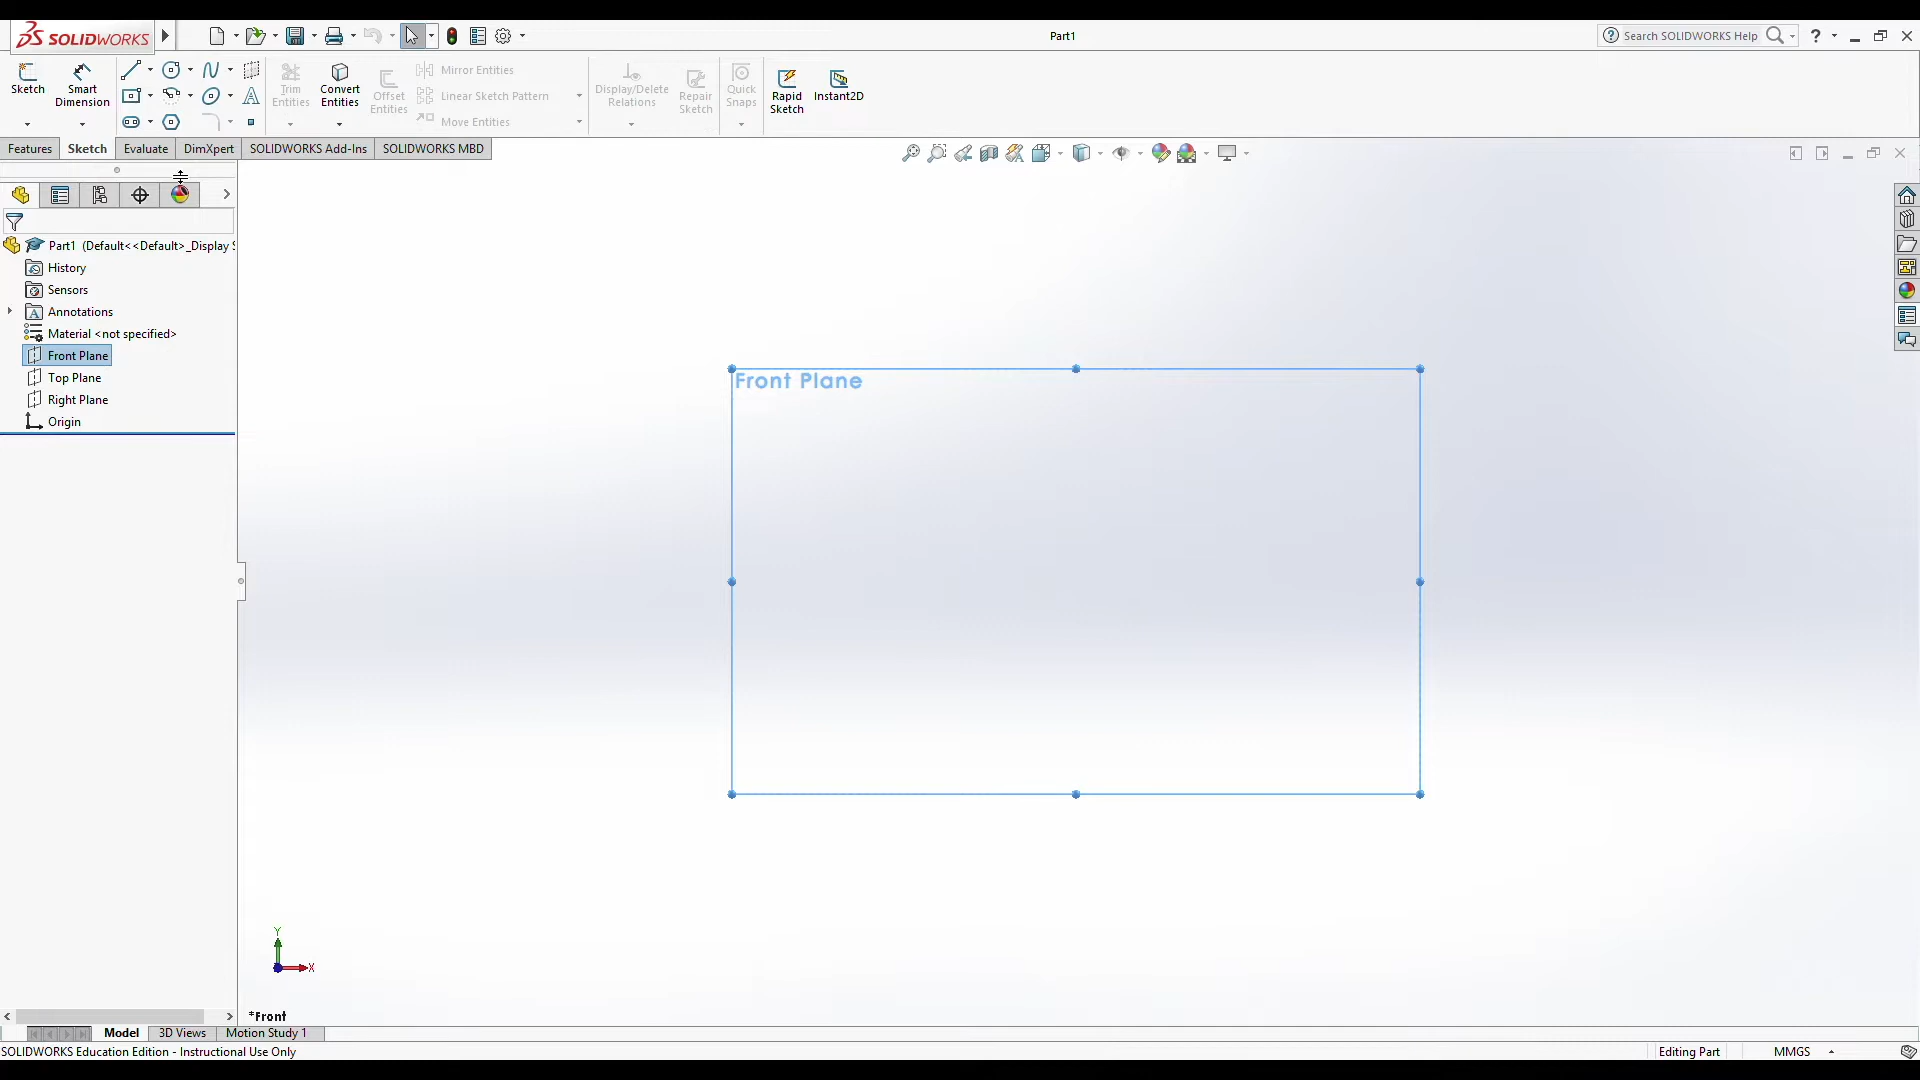 SOLIDWORKS
Part1
Search SOLIDWORKS Help
?
Sketch
Smart
Dimension
Trim
Entities
Convert
Entities
Offset
Entities
Mirror Entities
Linear Sketch Pattern
Move Entities
Display/Delete
Relations
Repair
Sketch
Quick
Snaps
Rapid
Sketch
Instant2D
Features
Sketch
Evaluate
DimXpert
SOLIDWORKS Add-Ins
SOLIDWORKS MBD
Part1 (Default<<Default>_Display S
History
Sensors
Annotations
Material <not specified>
Front Plane
Top Plane
Right Plane
Origin
Front Plane
Y
X
*Front
Model
3D Views
Motion Study 1
SOLIDWORKS Education Edition - Instructional Use Only
Editing Part
MMGS